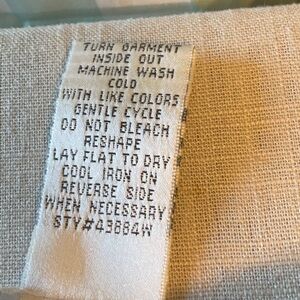 TURN GARMENT
INSIDE OUT
MACHINE WASH
COLD
WITH LIKE COLORS
GENTLE CYCLE
DO NOT BLEACH
RESHAPE
LAY FLAT TO DRY
COOL IRON ON
REVERSE SIDE
WHEN NECESSARY
STY#43884W